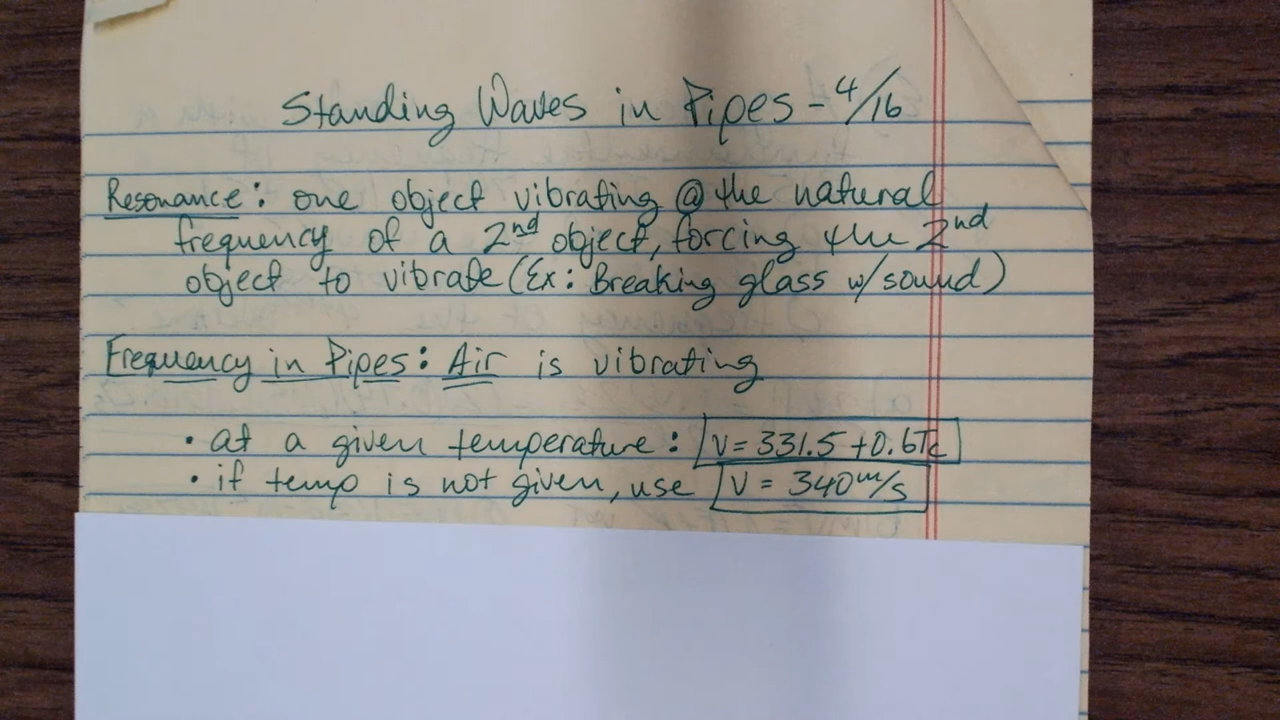 Standing Waves in Pipes - 4/16
Resonance: one object vibrating @ the natural
frequency of a 2nd object, forcing the 2nd
object to vibrate (Ex: Breaking glass w/ sound)
Frequency in Pipes: Air is vibrating
• at a given temperature: V = 331.5 + 0.6Tc
• if temp is not given, use V = 340 m/s